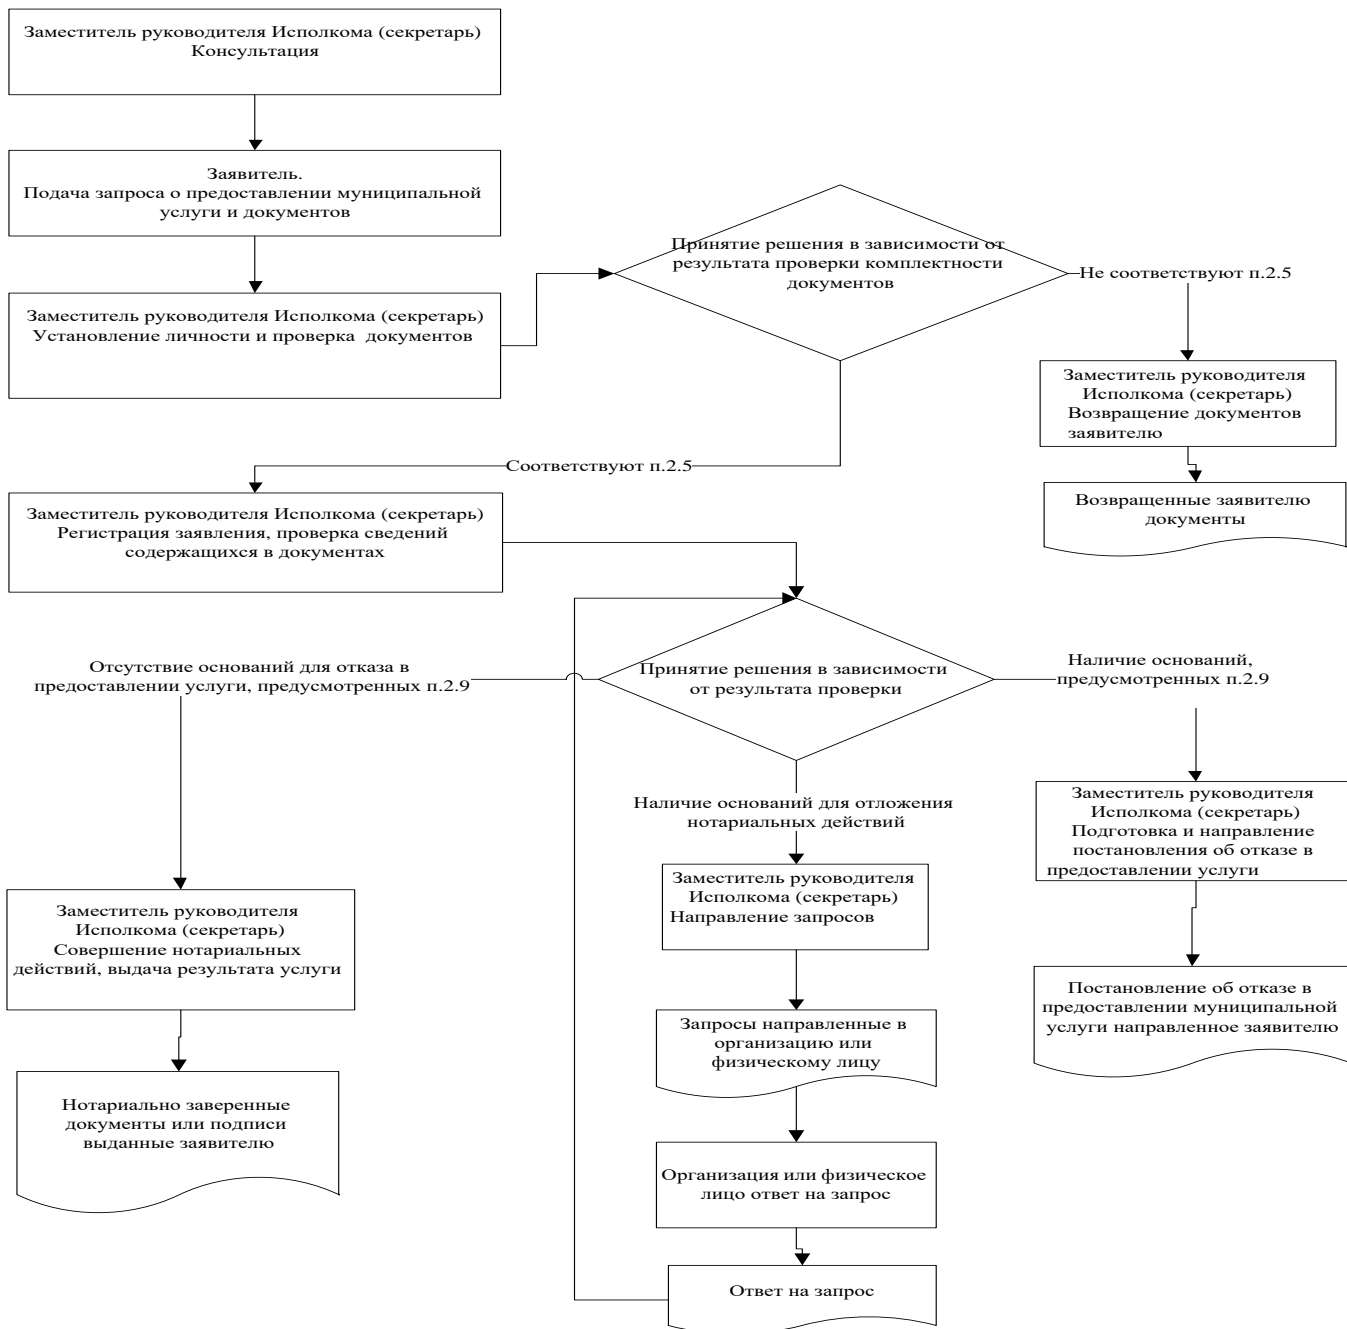 Заместитель руководителя Исполкома (секретарь)
Консультация
Заявитель.
Подача запроса о предоставлении муниципальной
услуги и документов
Заместитель руководителя Исполкома (секретарь)
Установление личности и проверка документов
Принятие решения в зависимости от
результата проверки комплектности
документов
Не соответствуют п.2.5
Заместитель руководителя
Исполкома (секретарь)
Возвращение документов
заявителю
Возвращенные заявителю
документы
Соответствуют п.2.5
Заместитель руководителя Исполкома (секретарь)
Регистрация заявления, проверка сведений
содержащихся в документах
Принятие решения в зависимости
от результата проверки
Отсутствие оснований для отказа в
предоставлении услуги, предусмотренных п.2.9
Наличие оснований,
предусмотренных п.2.9
Наличие оснований для отложения
нотариальных действий
Заместитель руководителя
Исполкома (секретарь)
Совершение нотариальных
действий, выдача результата услуги
Нотариально заверенные
документы или подписи
выданные заявителю
Заместитель руководителя
Исполкома (секретарь)
Направление запросов
Запросы направленные в
организацию или
физическому лицу
Организация или физическое
лицо ответ на запрос
Ответ на запрос
Заместитель руководителя
Исполкома (секретарь)
Подготовка и направление
постановления об отказе в
предоставлении услуги
Постановление об отказе в
предоставлении муниципальной
услуги направленное заявителю